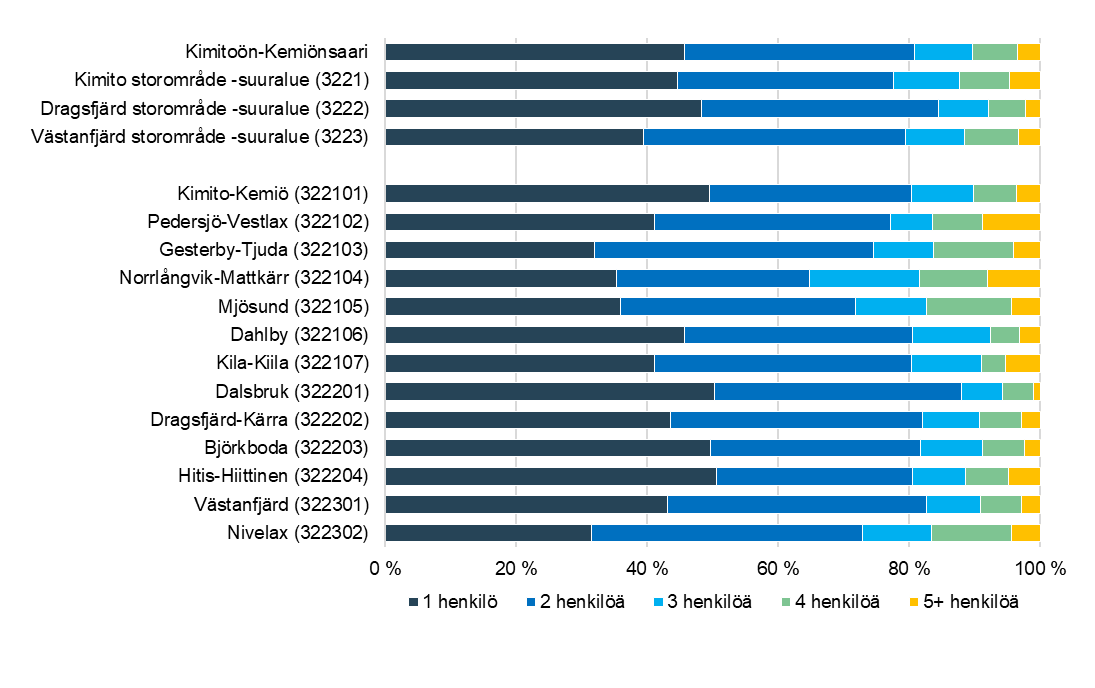 Kimitoön-Kemiönsaari
Kimito storområde -suuralue (3221)
Dragsfjärd storområde -suuralue (3222)
Västanfjärd storområde -suuralue (3223)
Kimito-Kemiö (322101)
Pedersjö-Vestlax (322102)
Gesterby-Tjuda (322103)
Norrlångvik-Mattkärr (322104)
Mjösund (322105)
Dahlby (322106)
Kila-Kiila (322107)
Dalsbruk (322201)
Dragsfjärd-Kärra (322202)
Björkboda (322203)
Hitis-Hiittinen (322204)
Västanfjärd (322301)
Nivelax (322302)
0 % 20 % 40 % 60 % 80 % 100 %
1 henkilö 2 henkilöä 3 henkilöä 4 henkilöä 5+ henkilöä